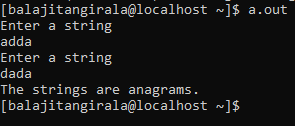 [balajitangirala@localhost ~]$ a.out
Enter a string
adda
Enter a string
dada
The strings are anagrams.
[balajitangirala@localhost ~]$